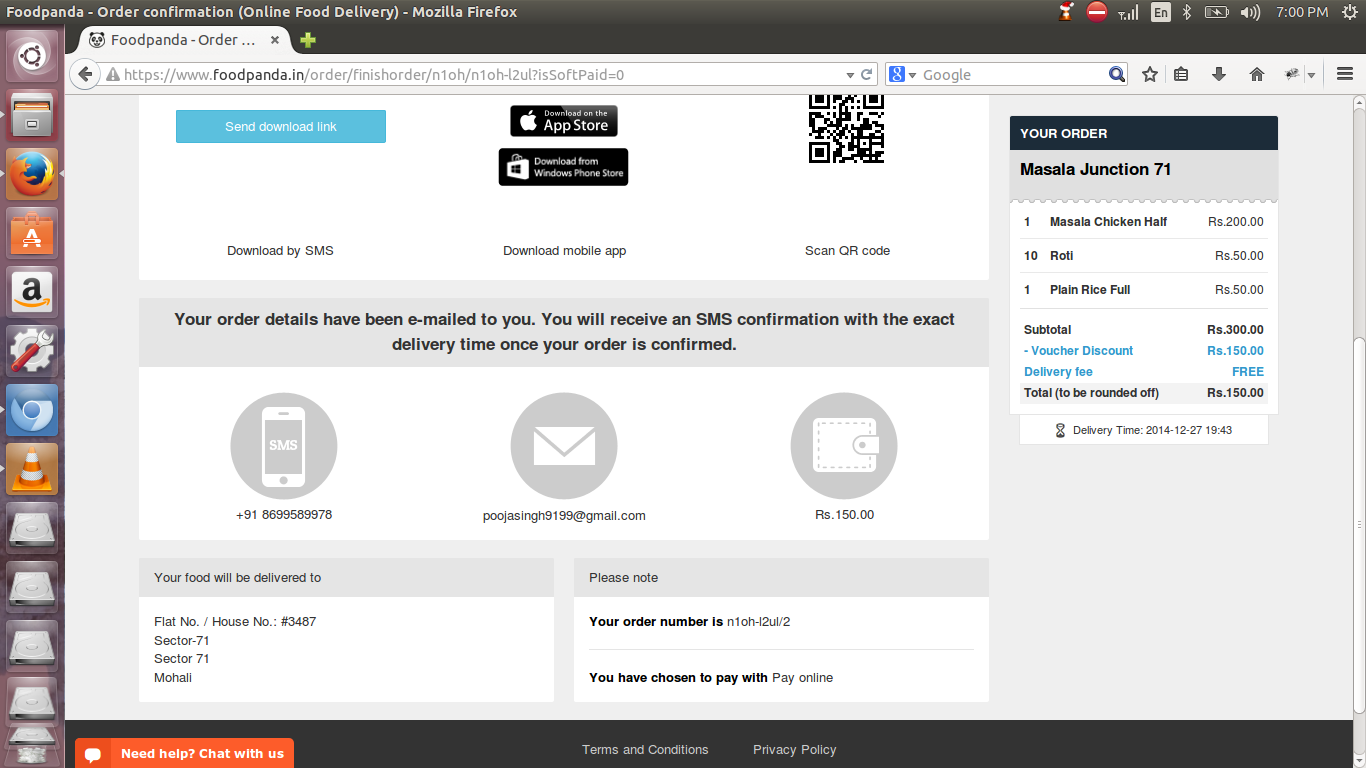 Foodpanda - Order confirmation (Online Food Delivery) - Mozilla Firefox
En
7:00 PM
Foodpanda - Order ...
https://www.foodpanda.in/order/finishorder/n1oh/n1oh-l2ul?isSoftPaid=0
Google
Send download link
Download on the
App Store
Download from
Windows Phone Store
Download by SMS
Download mobile app
Scan QR code
Your order details have been e-mailed to you. You will receive an SMS confirmation with the exact
delivery time once your order is confirmed.
SMS
+91 8699589978
poojasingh9199@gmail.com
Rs.150.00
Your food will be delivered to
Flat No. / House No.: #3487
Sector-71
Sector 71
Mohali
Please note
Your order number is n1oh-l2ul/2
You have chosen to pay with Pay online
YOUR ORDER
Masala Junction 71
1 Masala Chicken Half Rs.200.00
10 Roti Rs.50.00
1 Plain Rice Full Rs.50.00
Subtotal Rs.300.00
- Voucher Discount Rs.150.00
Delivery fee FREE
Total (to be rounded off) Rs.150.00
Delivery Time: 2014-12-27 19:43
Need help? Chat with us
Terms and Conditions
Privacy Policy